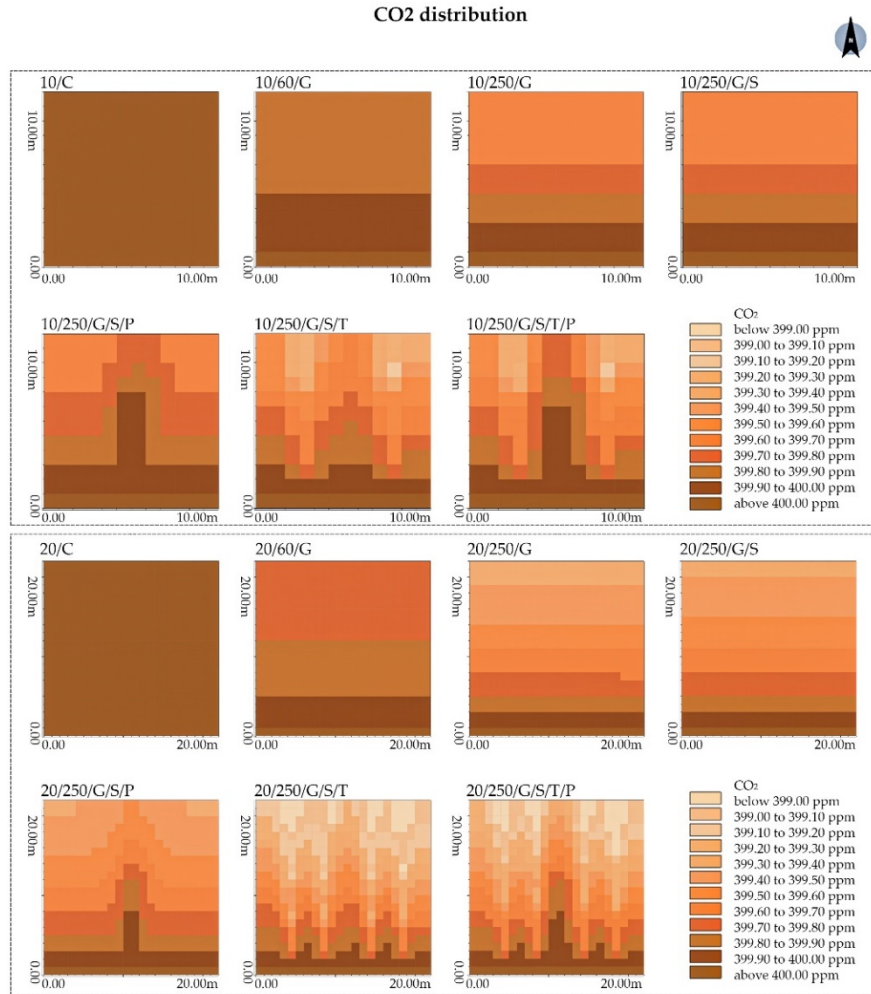 CO2 distribution
N
10/C
10/60/G
10/250/G
10/250/G/S
10.00m
10.00m
10.00m
10.00m
0.00
0.00
0.00
0.00
0.00 10.00m
0.00 10.00m
0.00 10.00m
0.00 10.00m
10/250/G/S/P
10/250/G/S/T
10/250/G/S/T/P
10.00m
10.00m
10.00m
0.00
0.00
0.00
0.00 10.00m
0.00 10.00m
0.00 10.00m
CO₂
below 399.00 ppm
399.00 to 399.10 ppm
399.10 to 399.20 ppm
399.20 to 399.30 ppm
399.30 to 399.40 ppm
399.40 to 399.50 ppm
399.50 to 399.60 ppm
399.60 to 399.70 ppm
399.70 to 399.80 ppm
399.80 to 399.90 ppm
399.90 to 400.00 ppm
above 400.00 ppm
20/C
20/60/G
20/250/G
20/250/G/S
20.00m
20.00m
20.00m
20.00m
0.00
0.00
0.00
0.00
0.00 20.00m
0.00 20.00m
0.00 20.00m
0.00 20.00m
20/250/G/S/P
20/250/G/S/T
20/250/G/S/T/P
20.00m
20.00m
20.00m
0.00
0.00
0.00
0.00 20.00m
0.00 20.00m
0.00 20.00m
CO₂
below 399.00 ppm
399.00 to 399.10 ppm
399.10 to 399.20 ppm
399.20 to 399.30 ppm
399.30 to 399.40 ppm
399.40 to 399.50 ppm
399.50 to 399.60 ppm
399.60 to 399.70 ppm
399.70 to 399.80 ppm
399.80 to 399.90 ppm
399.90 to 400.00 ppm
above 400.00 ppm